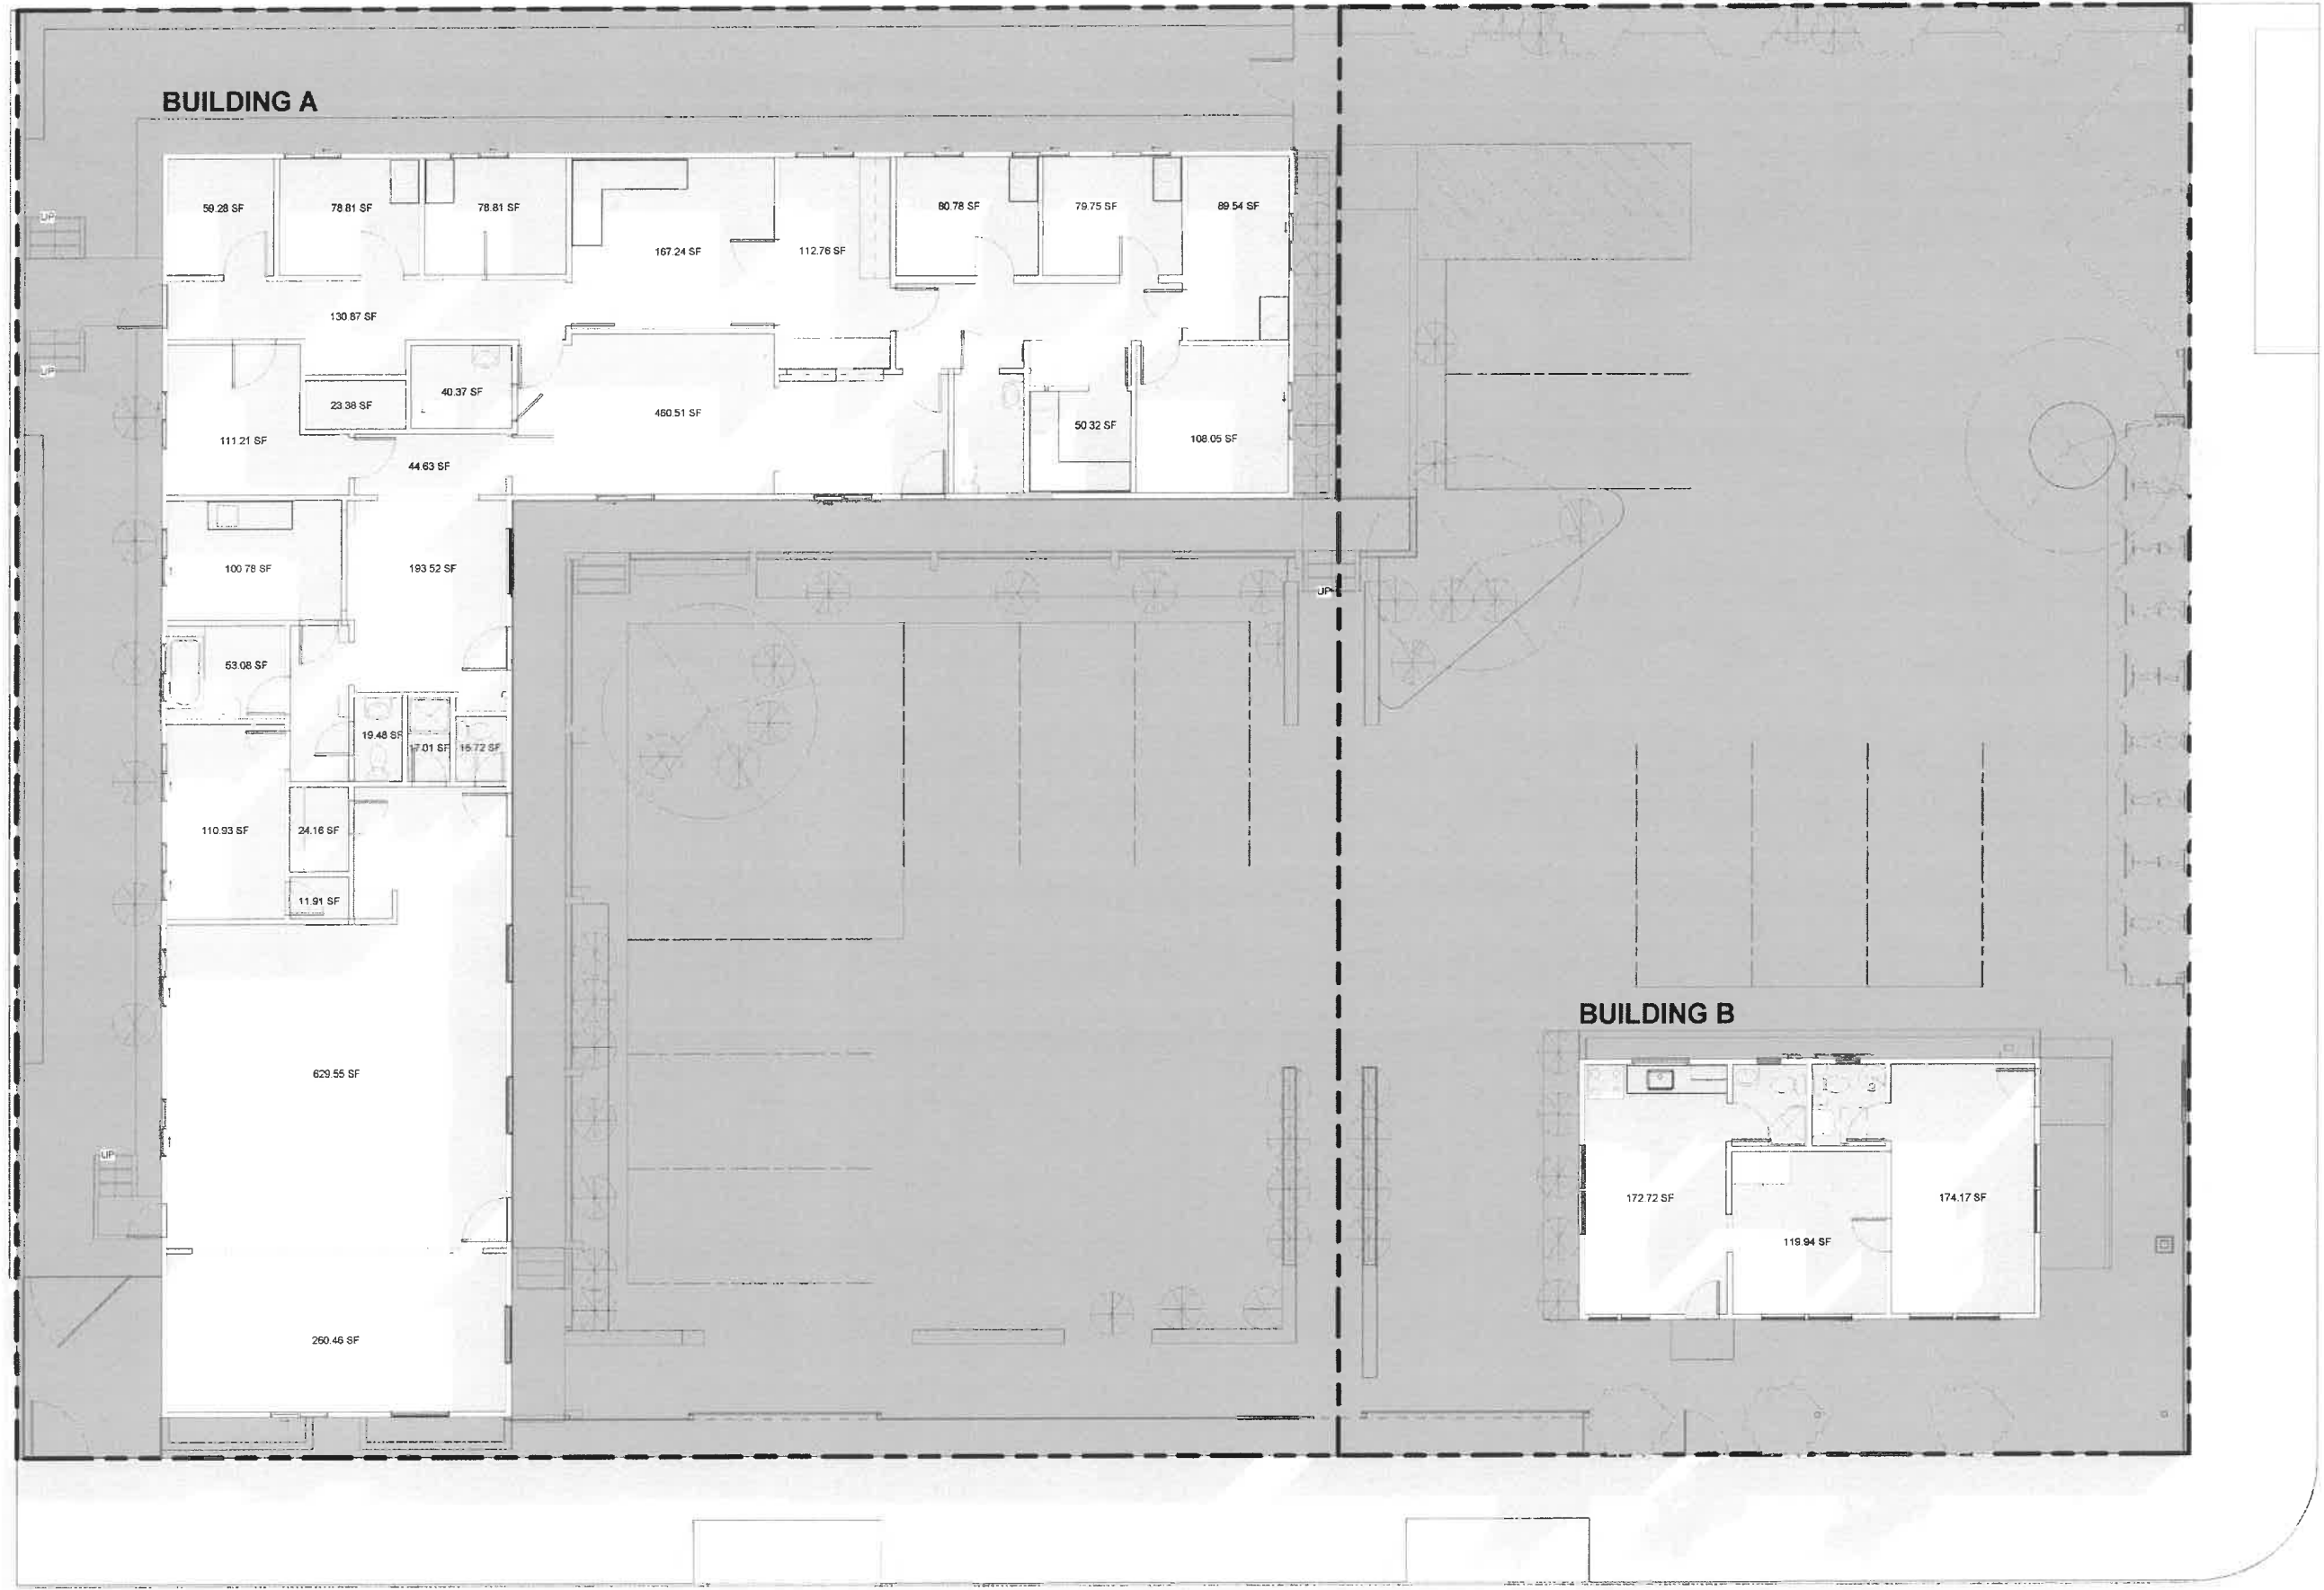 BUILDING A
59.28 SF
78.81 SF
78.81 SF
80.78 SF
79.75 SF
89.54 SF
UP
167.24 SF
112.76 SF
130.87 SF
UP
23.38 SF
40.37 SF
460.51 SF
50.32 SF
111.21 SF
108.05 SF
44.63 SF
100.78 SF
193.52 SF
UP
53.08 SF
19.48 SF
17.01 SF
110.93 SF
24.16 SF
11.91 SF
BUILDING B
629.55 SF
UP
172.72 SF
174.17 SF
119.94 SF
260.46 SF